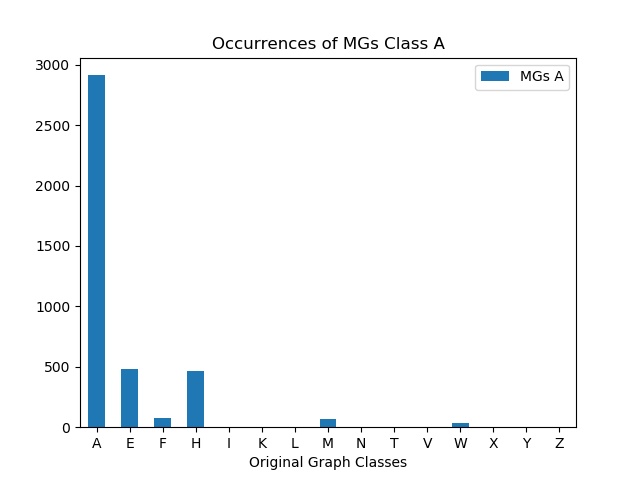 Occurrences of MGs Class A
MGs A
3000
2500
2000
1500
1000
500
0
A E F H I K L M N T V W X Y Z
Original Graph Classes